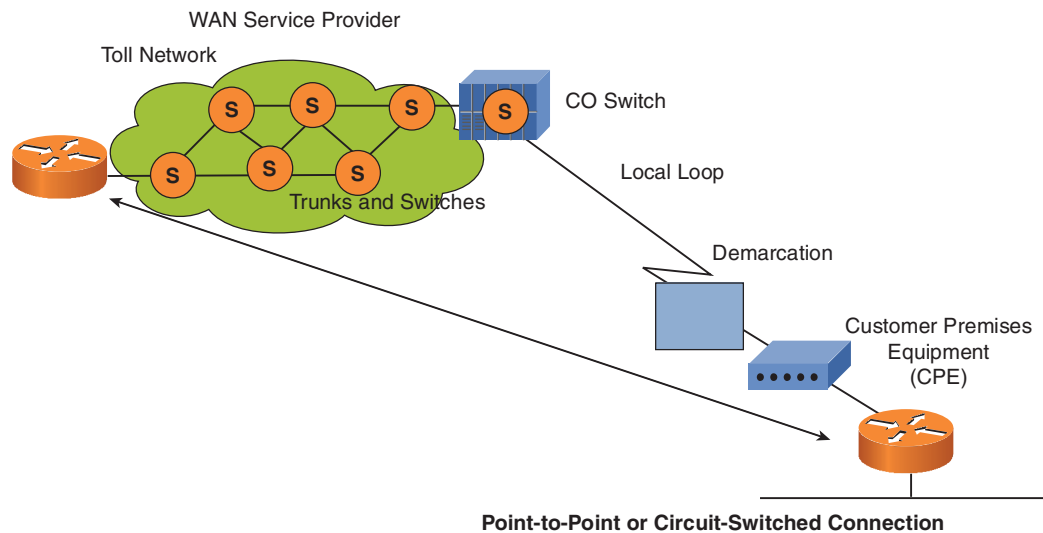 WAN Service Provider
Toll Network
S
S
S
S
CO Switch
S
S
S
Local Loop
Trunks and Switches
Demarcation
Customer Premises
Equipment
(CPE)
Point-to-Point or Circuit-Switched Connection